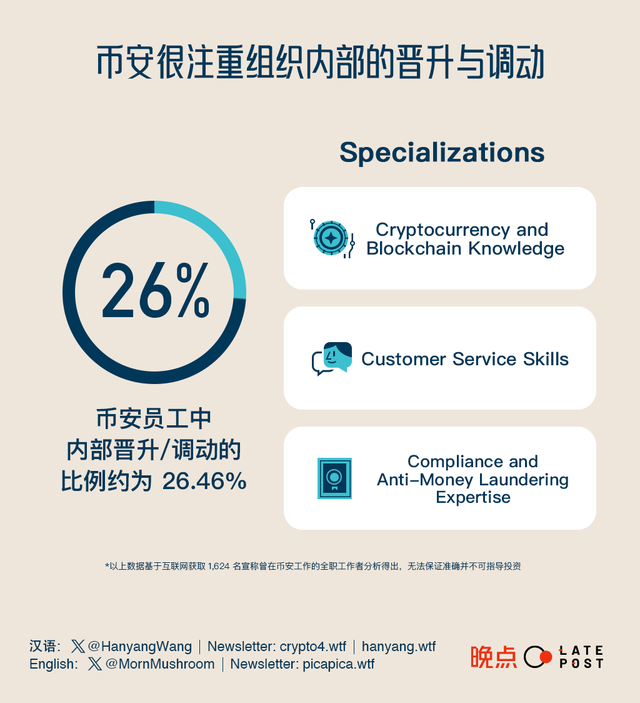 币安很注重组织内部的晋升与调动
26%
币安员工中
内部晋升/调动的
比例约为 26.46%
Specializations
Cryptocurrency and
Blockchain Knowledge
Customer Service Skills
Compliance and
Anti-Money Laundering
Expertise
*以上数据基于互联网获取 1,624 名宣称曾在币安工作的全职工作者分析得出，无法保证准确并不可指导投资
汉语： X @HanyangWang | Newsletter: crypto4.wtf | hanyang.wtf
English： X @MornMushroom | Newsletter: picapica.wtf
晚点
LATE
POST